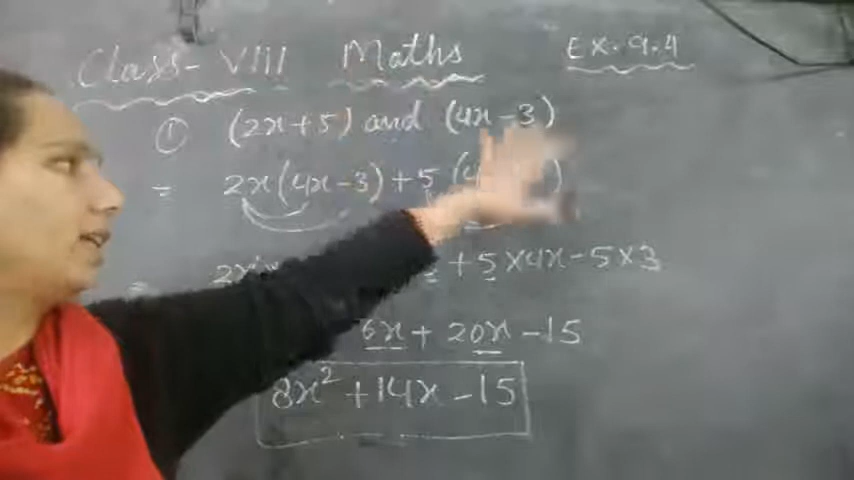 Class- VIII Maths EX.9.4
① (2x+5) and (4x-3)
= 2x(4x-3)+5(4
= + 5×4x-5×3
6x + 20x -15
8x² +14x -15